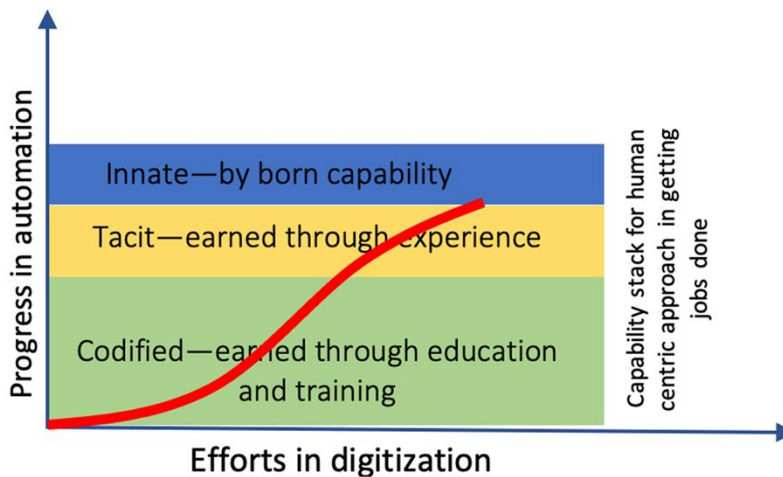 Progress in automation
Innate—by born capability
Tacit—earned through experience
Codified—earned through education
and training
Capability stack for human
centric approach in getting
jobs done
Efforts in digitization